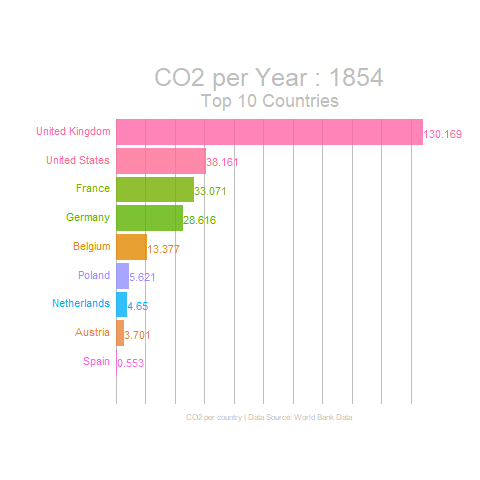 CO2 per Year : 1854
Top 10 Countries
United Kingdom 130.169
United States 38.161
France 33.071
Germany 28.616
Belgium 13.377
Poland 5.621
Netherlands 4.65
Austria 3.701
Spain 0.553
CO2 per country | Data Source: World Bank Data